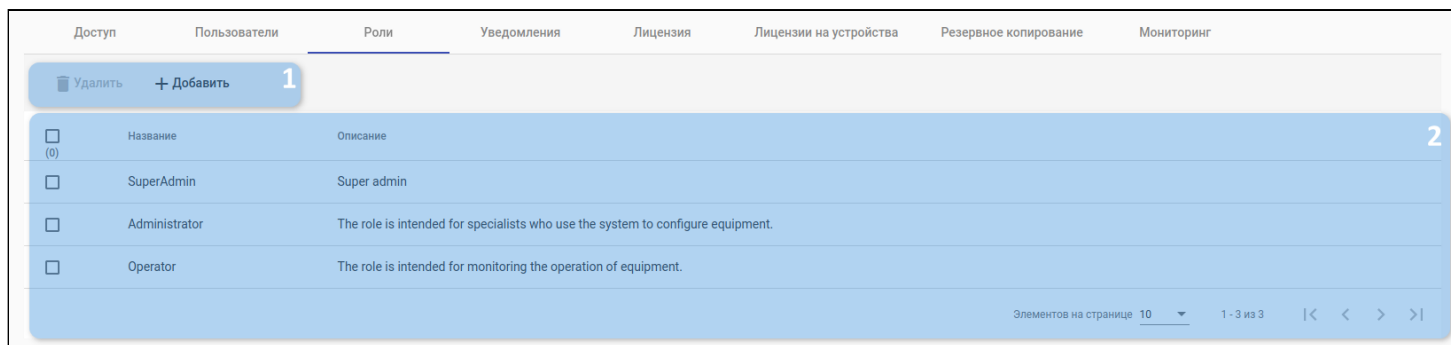 Доступ Пользователи Роли Уведомления Лицензия Лицензии на устройства Резервное копирование Мониторинг
Удалить + Добавить 1
Название Описание 2
(0)
SuperAdmin Super admin
Administrator The role is intended for specialists who use the system to configure equipment.
Operator The role is intended for monitoring the operation of equipment.
Элементов на странице 10 1 - 3 из 3